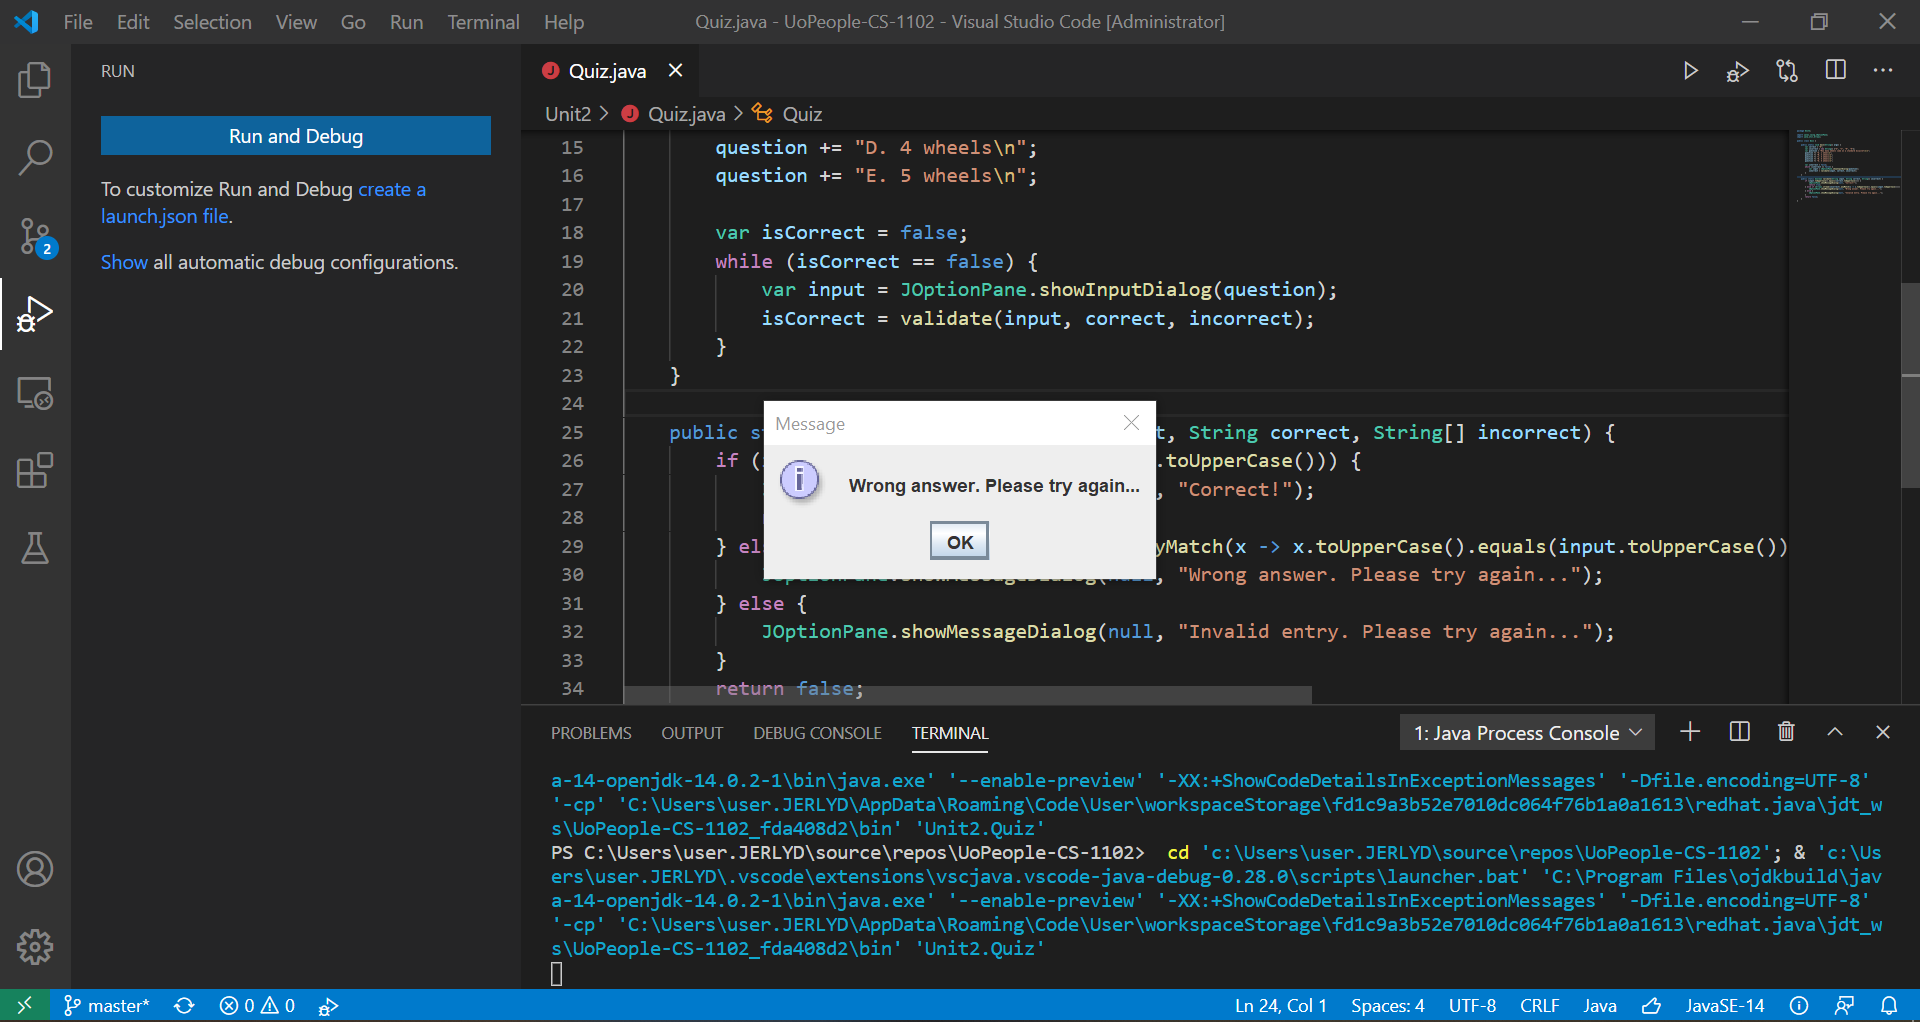 File Edit Selection View Go Run Terminal Help Quiz.java - UoPeople-CS-1102 - Visual Studio Code [Administrator]
RUN
Run and Debug
To customize Run and Debug create a
launch.json file.
Show all automatic debug configurations.
2
Quiz.java
Unit2 > Quiz.java > Quiz
15 question += "D. 4 wheels\n";
16 question += "E. 5 wheels\n";
17
18 var isCorrect = false;
19 while (isCorrect == false) {
20 var input = JOptionPane.showInputDialog(question);
21 isCorrect = validate(input, correct, incorrect);
22 }
23 }
24
25 public s t, String correct, String[] incorrect) {
26 if ( .toUpperCase())) {
27 , "Correct!");
28
29 } el yMatch(x -> x.toUpperCase().equals(input.toUpperCase())
30 JOptionPane.showMessageDialog(null, "Wrong answer. Please try again...");
31 } else {
32 JOptionPane.showMessageDialog(null, "Invalid entry. Please try again...");
33 }
34 return false;
Message
Wrong answer. Please try again...
OK
PROBLEMS OUTPUT DEBUG CONSOLE TERMINAL 1: Java Process Console
a-14-openjdk-14.0.2-1\bin\java.exe' '--enable-preview' '-XX:+ShowCodeDetailsInExceptionMessages' '-Dfile.encoding=UTF-8'
'-cp' 'C:\Users\user.JERLYD\AppData\Roaming\Code\User\workspaceStorage\fd1c9a3b52e7010dc064f76b1a0a1613\redhat.java\jdt_w
s\UoPeople-CS-1102_fda408d2\bin' 'Unit2.Quiz'
PS C:\Users\user.JERLYD\source\repos\UoPeople-CS-1102> cd 'c:\Users\user.JERLYD\source\repos\UoPeople-CS-1102'; & 'c:\Us
ers\user.JERLYD\.vscode\extensions\vscjava.vscode-java-debug-0.28.0\scripts\launcher.bat' 'C:\Program Files\ojdkbuild\jav
a-14-openjdk-14.0.2-1\bin\java.exe' '--enable-preview' '-XX:+ShowCodeDetailsInExceptionMessages' '-Dfile.encoding=UTF-8'
'-cp' 'C:\Users\user.JERLYD\AppData\Roaming\Code\User\workspaceStorage\fd1c9a3b52e7010dc064f76b1a0a1613\redhat.java\jdt_w
s\UoPeople-CS-1102_fda408d2\bin' 'Unit2.Quiz'
master* 0 0 Ln 24, Col 1 Spaces: 4 UTF-8 CRLF Java JavaSE-14